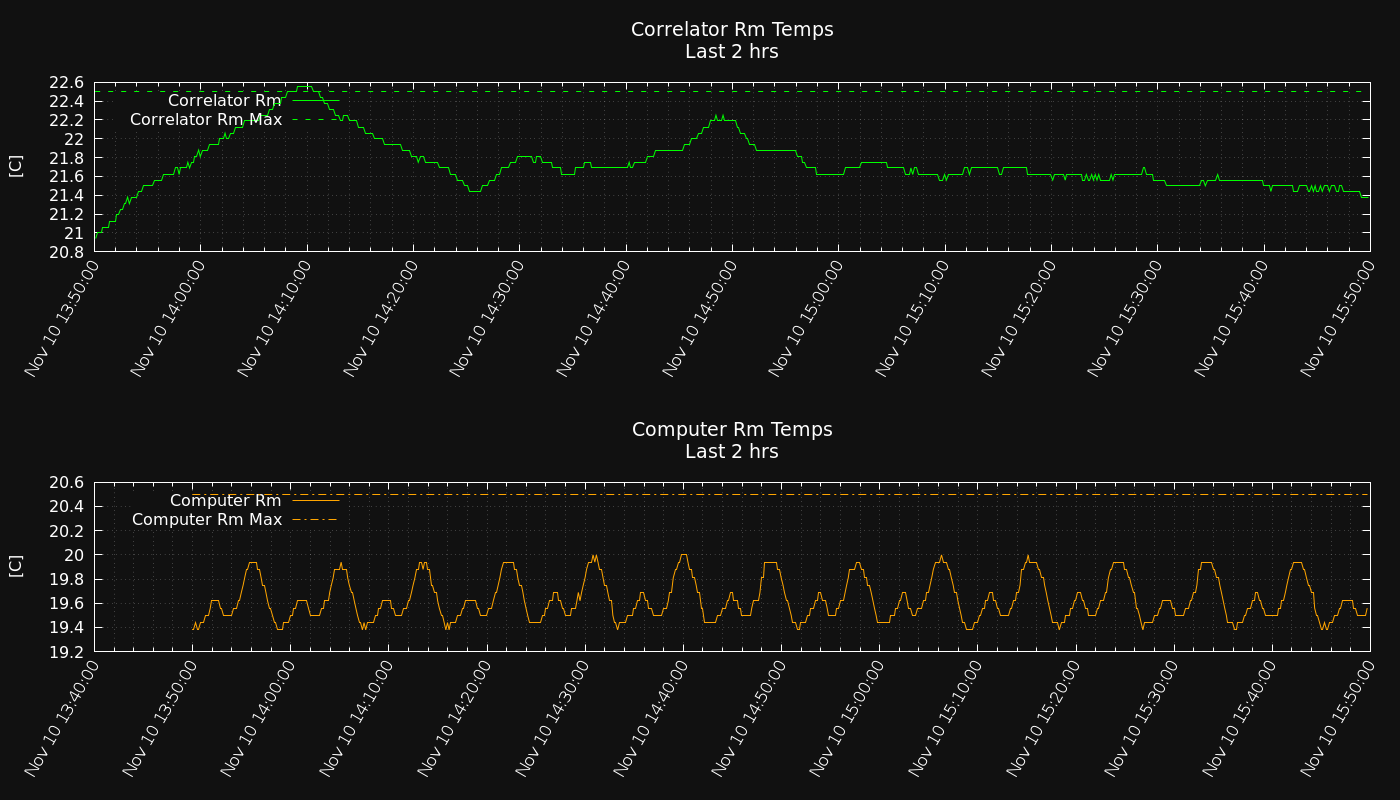 Correlator Rm Temps
Last 2 hrs
[C]
22.6
22.4
22.2
22
21.8
21.6
21.4
21.2
21
20.8
Correlator Rm
Correlator Rm Max
Nov 10 13:50:00
Nov 10 14:00:00
Nov 10 14:10:00
Nov 10 14:20:00
Nov 10 14:30:00
Nov 10 14:40:00
Nov 10 14:50:00
Nov 10 15:00:00
Nov 10 15:10:00
Nov 10 15:20:00
Nov 10 15:30:00
Nov 10 15:40:00
Nov 10 15:50:00
Computer Rm Temps
Last 2 hrs
[C]
20.6
20.4
20.2
20
19.8
19.6
19.4
19.2
Computer Rm
Computer Rm Max
Nov 10 13:40:00
Nov 10 13:50:00
Nov 10 14:00:00
Nov 10 14:10:00
Nov 10 14:20:00
Nov 10 14:30:00
Nov 10 14:40:00
Nov 10 14:50:00
Nov 10 15:00:00
Nov 10 15:10:00
Nov 10 15:20:00
Nov 10 15:30:00
Nov 10 15:40:00
Nov 10 15:50:00